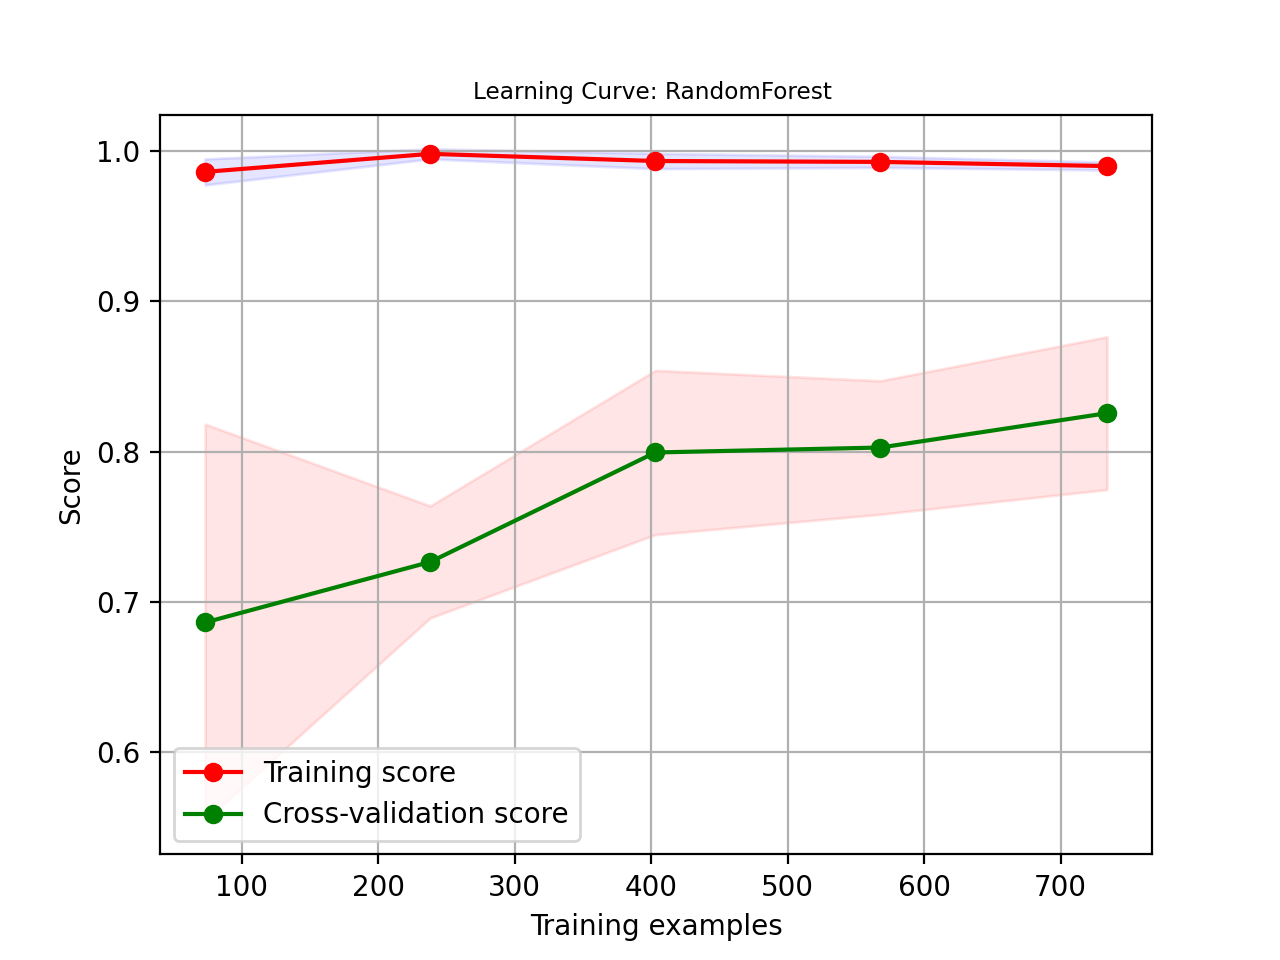 Learning Curve: RandomForest
1.0
0.9
0.8
0.7
0.6
Score
Training score
Cross-validation score
100 200 300 400 500 600 700
Training examples